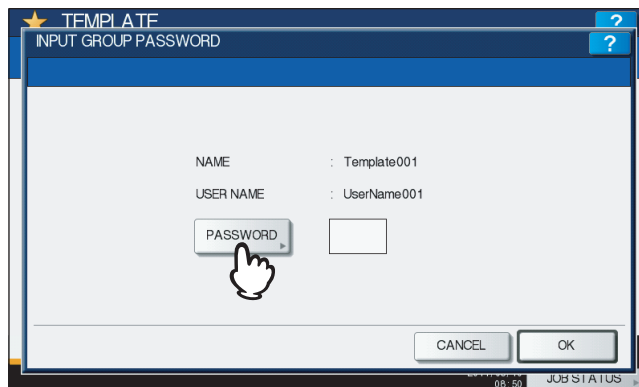 TEMPLATE ?
INPUT GROUP PASSWORD ?
NAME : Template001
USER NAME : UserName001
PASSWORD
CANCEL OK
08:50 JOB STATUS